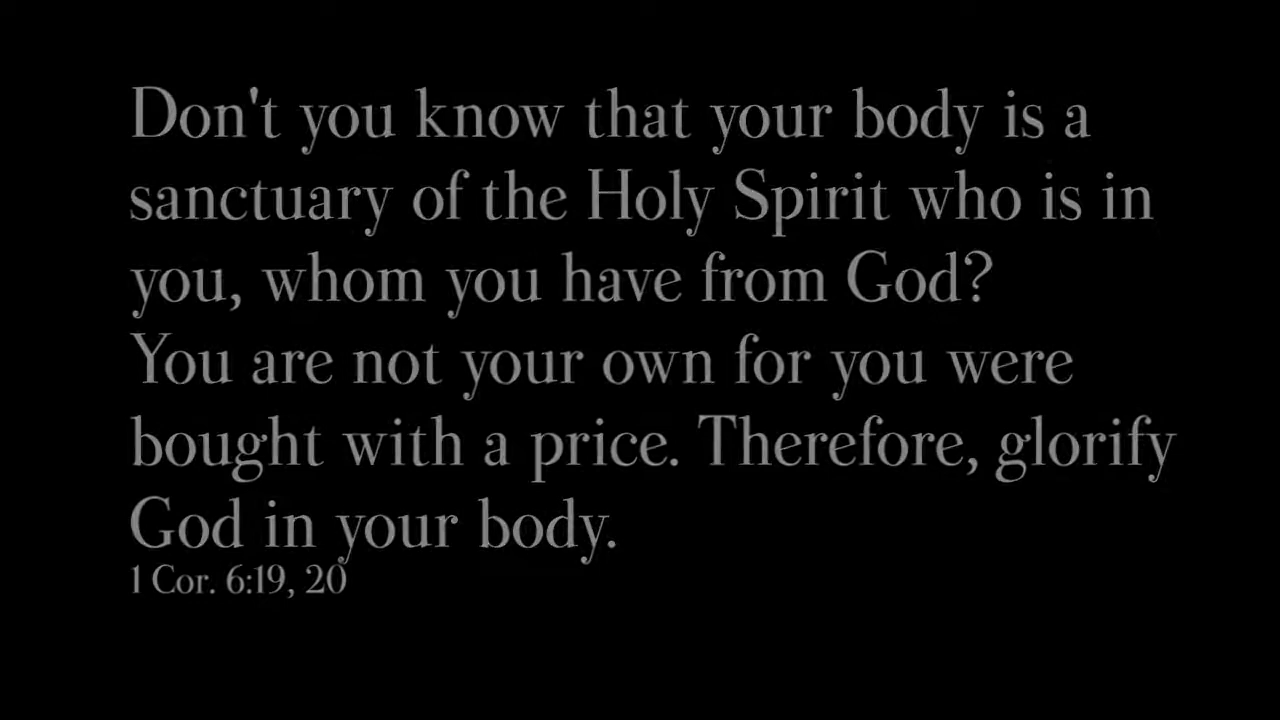 Don't you know that your body is a
sanctuary of the Holy Spirit who is in
you, whom you have from God?
You are not your own for you were
bought with a price. Therefore, glorify
God in your body.
1 Cor. 6:19, 20